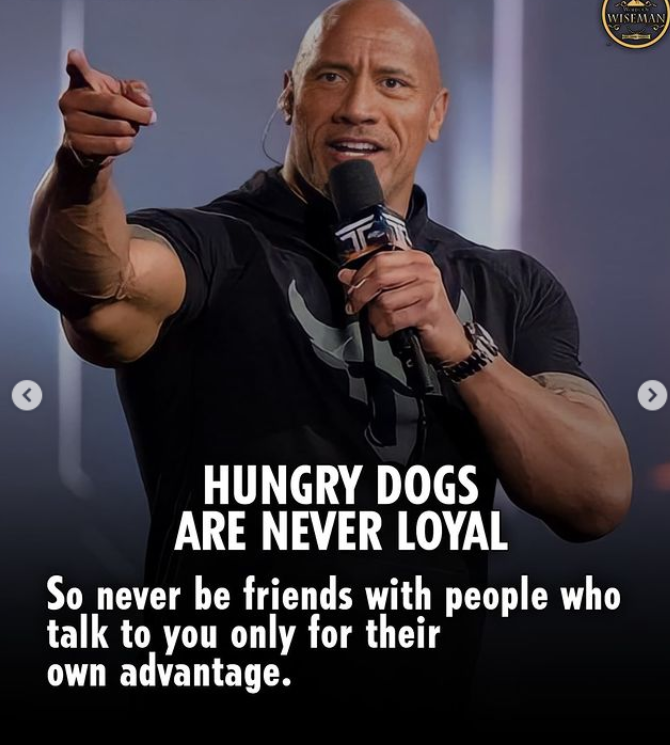 WISEMAN
HUNGRY DOGS
ARE NEVER LOYAL
So never be friends with people who
talk to you only for their
own advantage.